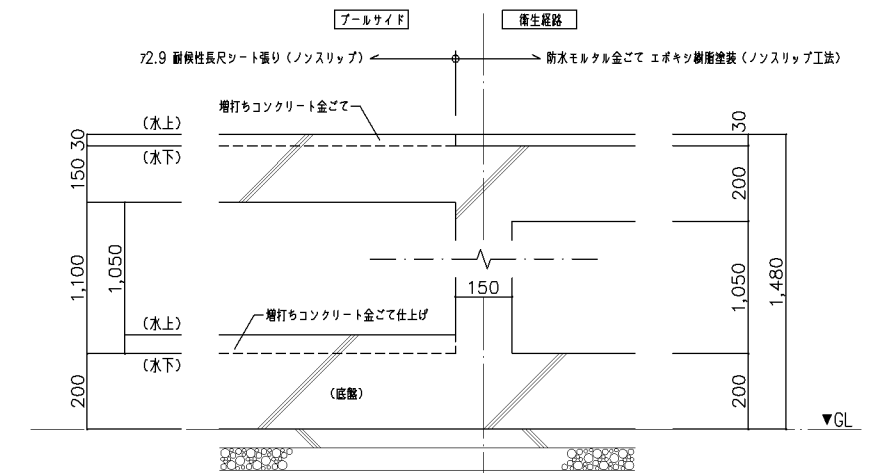 プールサイド
衛生経路
ァ2.9 耐候性長尺シート張り（ノンスリップ）
防水モルタル金ごて エポキシ樹脂塗装（ノンスリップ工法）
増打ちコンクリート金ごて
（水上）
（水下）
30
150
1,100
1,050
200
30
200
1,050
1,480
200
150
増打ちコンクリート金ごて仕上げ
（水上）
（水下）
（底盤）
▼GL